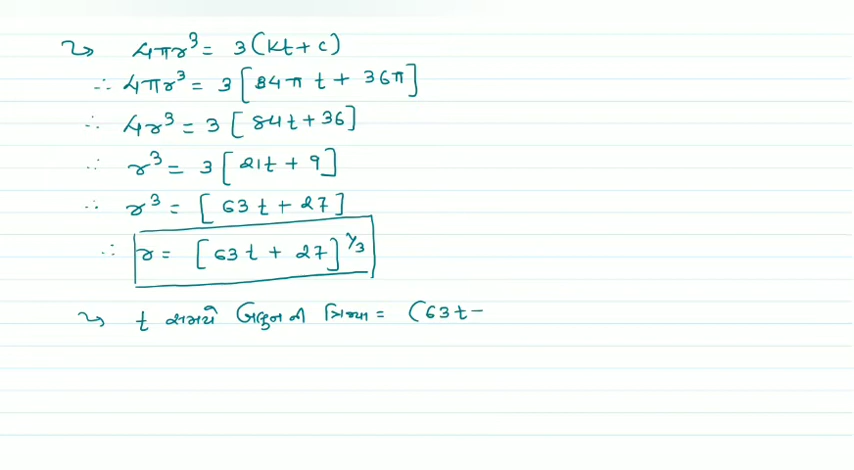 ~> 4πr³ = 3(kt + c)
∴ 4πr³ = 3[84π t + 36π]
∴ 4r³ = 3[84t + 36]
∴ r³ = 3[21t + 9]
∴ r³ = [63t + 27]
∴ r = [63t + 27]^1/3
~> t સમયે બલૂનની ત્રિજ્યા = (63t -